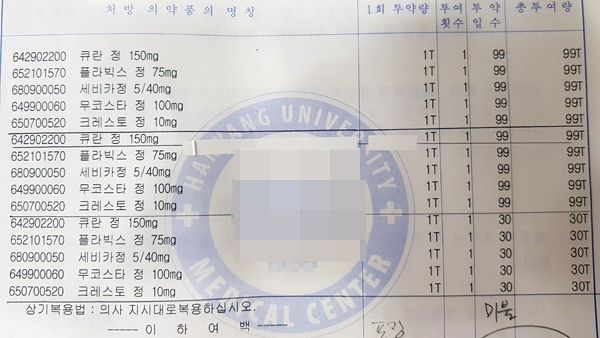 처방 의약품의 명칭 1회 투약량 투여횟수 투약일수 총투여량
642902200 큐란 정 150mg 1T 1 99 99T
652101570 플라빅스 정 75mg 1T 1 99 99T
680900050 세비카정 5/40mg 1T 1 99 99T
649900060 무코스타 정 100mg 1T 1 99 99T
650700520 크레스토 정 10mg 1T 1 99 99T
642902200 큐란 정 150mg 1T 1 99 99T
652101570 플라빅스 정 75mg 1T 1 99 99T
680900050 세비카정 5/40mg 1T 1 99 99T
649900060 무코스타 정 100mg 1T 1 99 99T
650700520 크레스토 정 10mg 1T 1 99 99T
642902200 큐란 정 150mg 1T 1 30 30T
652101570 플라빅스 정 75mg 1T 1 30 30T
680900050 세비카정 5/40mg 1T 1 30 30T
649900060 무코스타 정 100mg 1T 1 30 30T
650700520 크레스토 정 10mg 1T 1 30 30T
상기복용법 : 의사 지시대로복용하십시오.
----- 이 하 여 백 ------
UNIVERSITY
MEDICAL CENTER